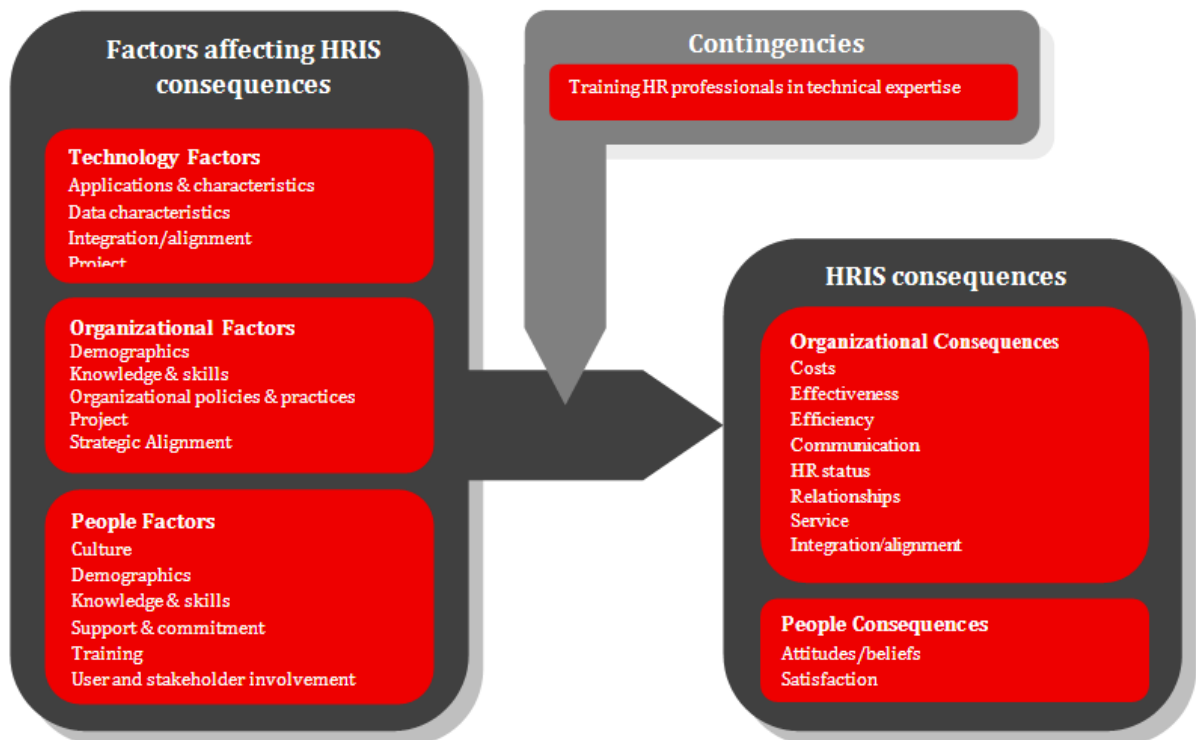 Factors affecting HRIS
consequences
Technology Factors
Applications & characteristics
Data characteristics
Integration/alignment
Project
Organizational Factors
Demographics
Knowledge & skills
Organizational policies & practices
Project
Strategic Alignment
People Factors
Culture
Demographics
Knowledge & skills
Support & commitment
Training
User and stakeholder involvement
Contingencies
Training HR professionals in technical expertise
HRIS consequences
Organizational Consequences
Costs
Effectiveness
Efficiency
Communication
HR status
Relationships
Service
Integration/alignment
People Consequences
Attitudes/beliefs
Satisfaction